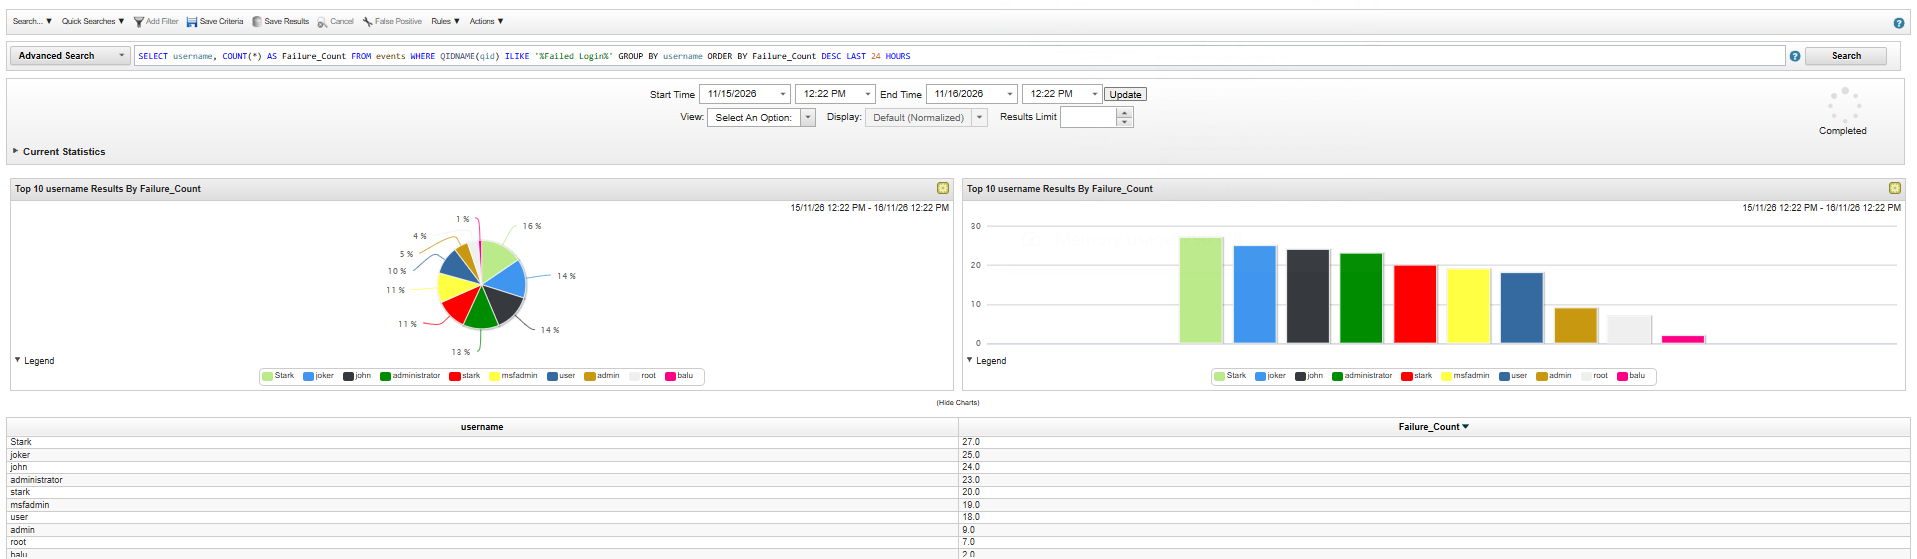 Search... ▼ Quick Searches ▼ Add Filter Save Criteria Save Results Cancel False Positive Rules ▼ Actions ▼
Advanced Search SELECT username, COUNT(*) AS Failure_Count FROM events WHERE QIDNAME(qid) ILIKE '%Failed Login%' GROUP BY username ORDER BY Failure_Count DESC LAST 24 HOURS Search
Start Time 11/15/2026 12:22 PM End Time 11/16/2026 12:22 PM Update
View: Select An Option: Display: Default (Normalized) Results Limit
Completed
Current Statistics
Top 10 username Results By Failure_Count
15/11/26 12:22 PM - 16/11/26 12:22 PM
1 %
16 %
4 %
5 %
10 %
14 %
11 %
11 %
14 %
13 %
Legend
Stark joker john administrator stark msfadmin user admin root balu
Top 10 username Results By Failure_Count
15/11/26 12:22 PM - 16/11/26 12:22 PM
30
20
10
0
Legend
Stark joker john administrator stark msfadmin user admin root balu
(Hide Charts)
username Failure_Count
Stark 27.0
joker 25.0
john 24.0
administrator 23.0
stark 20.0
msfadmin 19.0
user 18.0
admin 9.0
root 7.0
balu 2.0